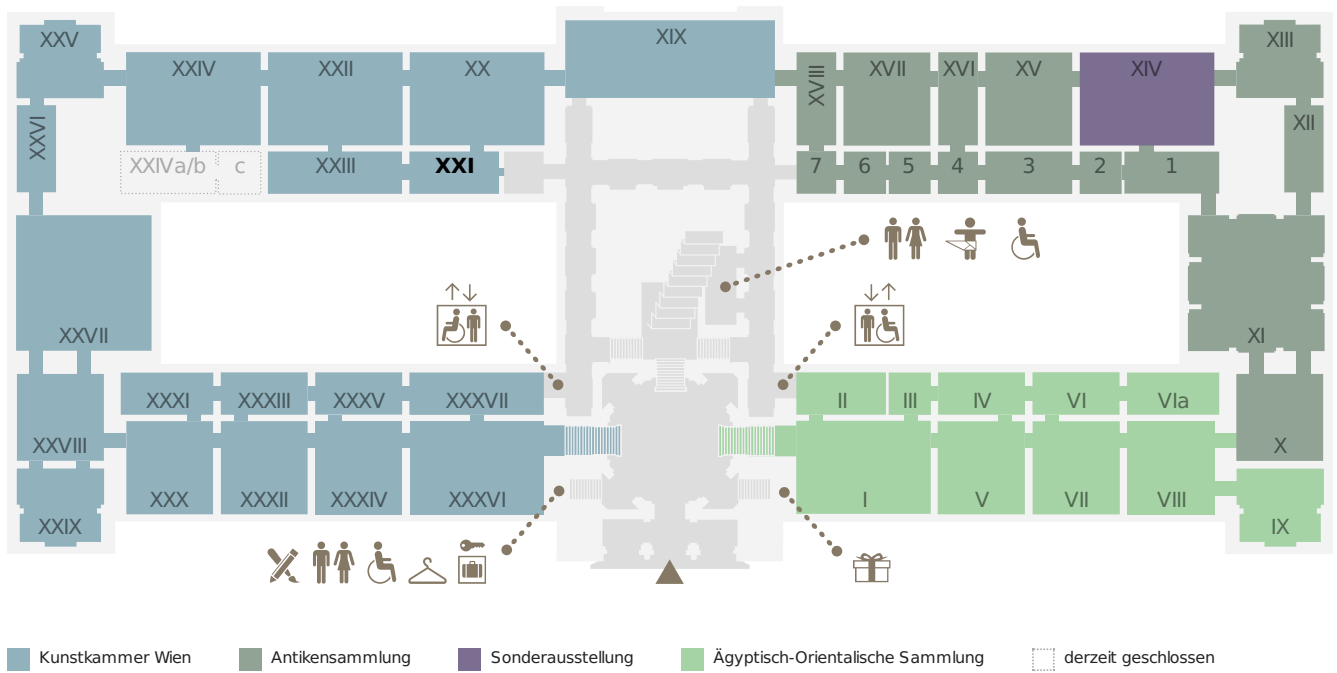 XXV
XXIV
XXII
XX
XIX
XVIII
XVII
XVI
XV
XIV
XIII
XXVI
XII
XXIVa/b
c
XXIII
XXI
7
6
5
4
3
2
1
XXVII
XI
XXXI
XXXIII
XXXV
XXXVII
II
III
IV
VI
VIa
XXVIII
X
XXX
XXXII
XXXIV
XXXVI
I
V
VII
VIII
XXIX
IX
Kunstkammer Wien
Antikensammlung
Sonderausstellung
Ägyptisch-Orientalische Sammlung
derzeit geschlossen